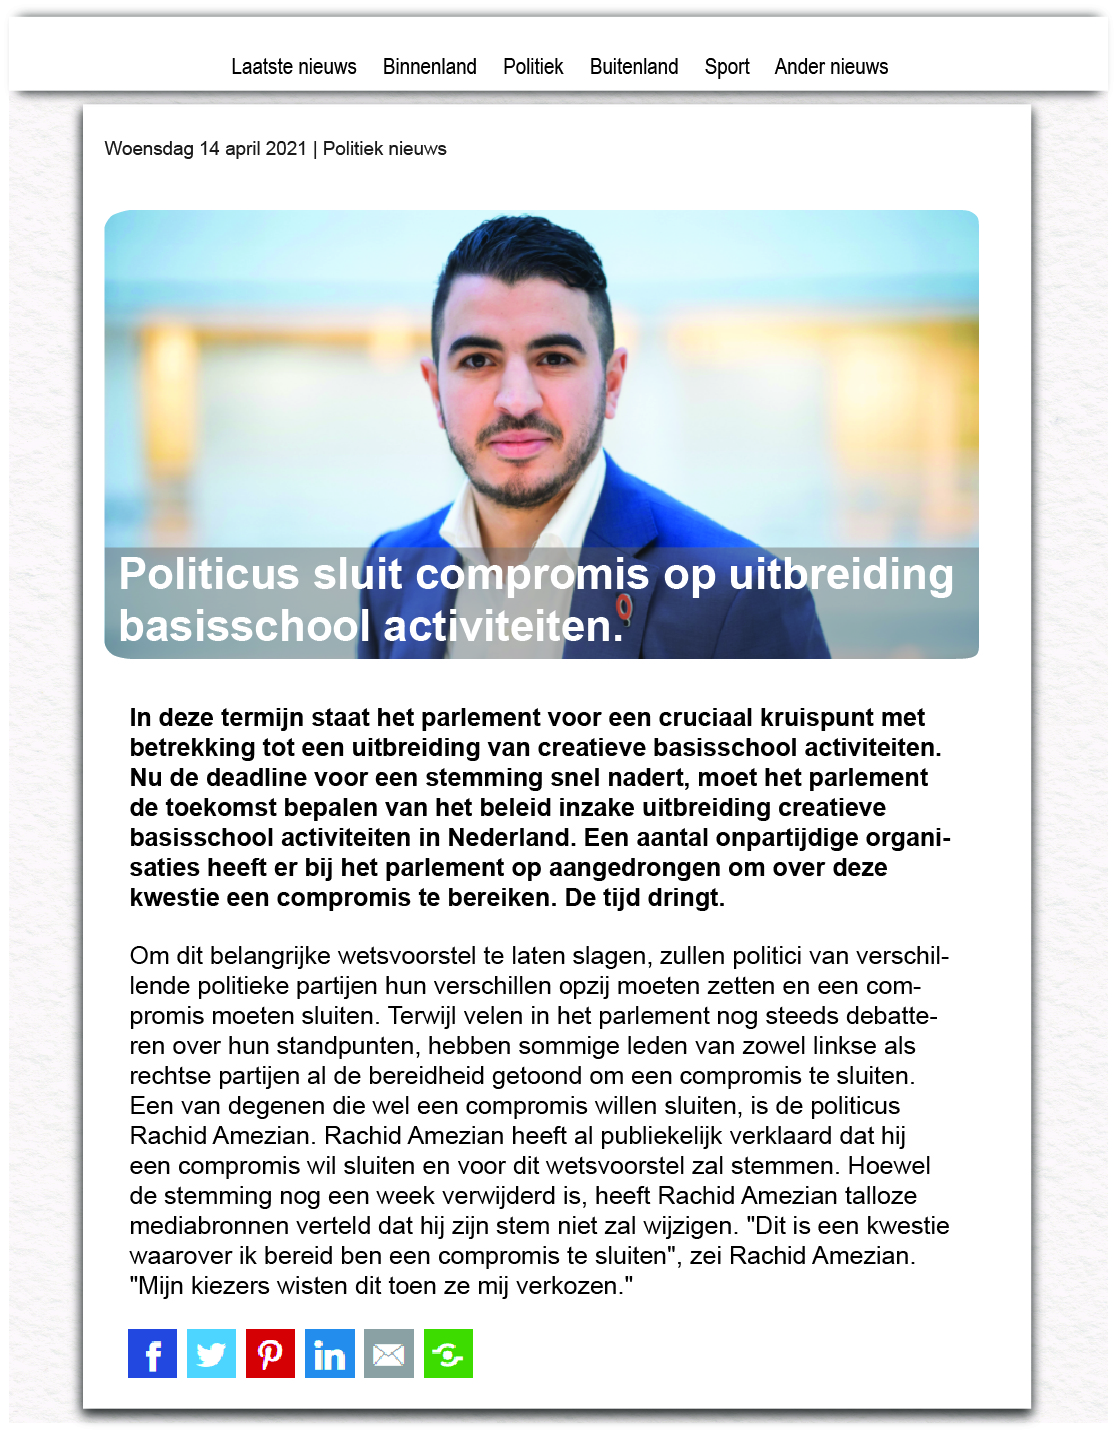 Laatste nieuws Binnenland Politiek Buitenland Sport Ander nieuws
Woensdag 14 april 2021 | Politiek nieuws
Politicus sluit compromis op uitbreiding
basisschool activiteiten.
In deze termijn staat het parlement voor een cruciaal kruispunt met
betrekking tot een uitbreiding van creatieve basisschool activiteiten.
Nu de deadline voor een stemming snel nadert, moet het parlement
de toekomst bepalen van het beleid inzake uitbreiding creatieve
basisschool activiteiten in Nederland. Een aantal onpartijdige organi-
saties heeft er bij het parlement op aangedrongen om over deze
kwestie een compromis te bereiken. De tijd dringt.
Om dit belangrijke wetsvoorstel te laten slagen, zullen politici van verschil-
lende politieke partijen hun verschillen opzij moeten zetten en een com-
promis moeten sluiten. Terwijl velen in het parlement nog steeds debatte-
ren over hun standpunten, hebben sommige leden van zowel linkse als
rechtse partijen al de bereidheid getoond om een compromis te sluiten.
Een van degenen die wel een compromis willen sluiten, is de politicus
Rachid Amezian. Rachid Amezian heeft al publiekelijk verklaard dat hij
een compromis wil sluiten en voor dit wetsvoorstel zal stemmen. Hoewel
de stemming nog een week verwijderd is, heeft Rachid Amezian talloze
mediabronnen verteld dat hij zijn stem niet zal wijzigen. "Dit is een kwestie
waarover ik bereid ben een compromis te sluiten", zei Rachid Amezian.
"Mijn kiezers wisten dit toen ze mij verkozen."